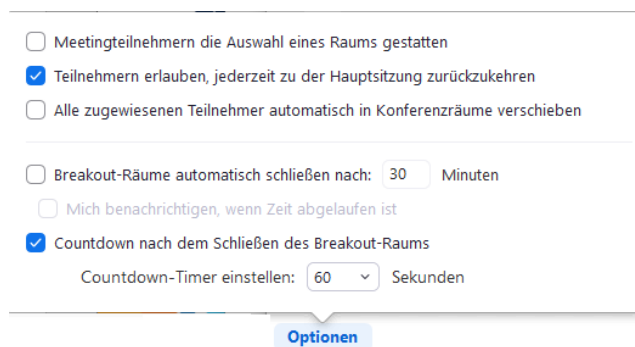 Meetingteilnehmern die Auswahl eines Raums gestatten
Teilnehmern erlauben, jederzeit zu der Hauptsitzung zurückzukehren
Alle zugewiesenen Teilnehmer automatisch in Konferenzräume verschieben
Breakout-Räume automatisch schließen nach: 30 Minuten
Mich benachrichtigen, wenn Zeit abgelaufen ist
Countdown nach dem Schließen des Breakout-Raums
Countdown-Timer einstellen: 60 Sekunden
Optionen